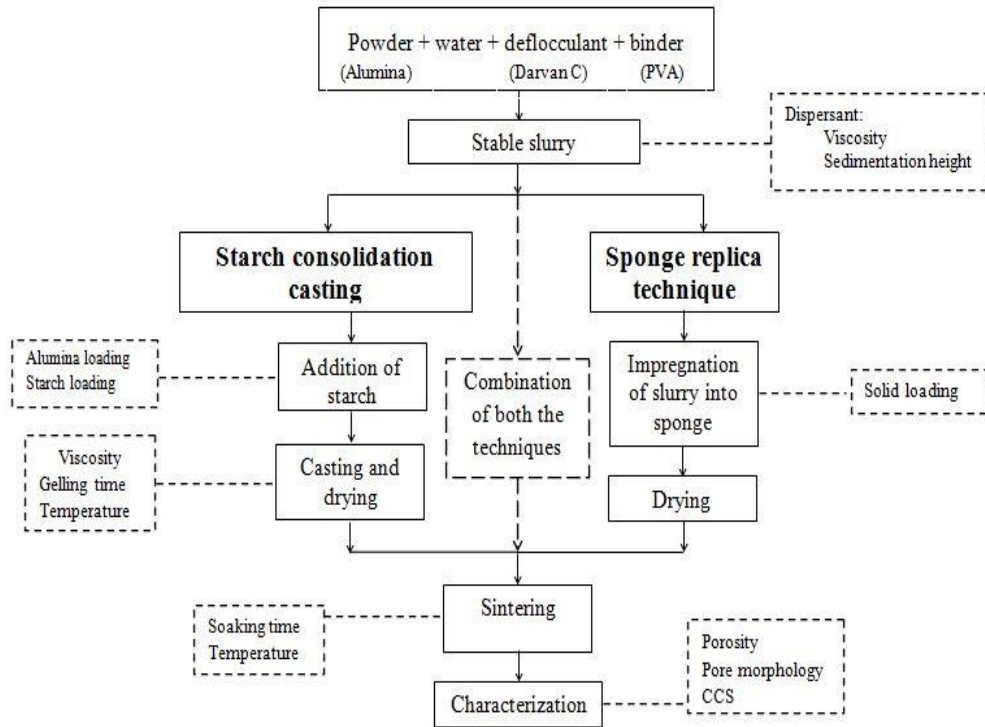 Powder + water + deflocculant + binder
(Alumina) (Darvan C) (PVA)
Stable slurry
Dispersant:
Viscosity
Sedimentation height
Starch consolidation
casting
Sponge replica
technique
Alumina loading
Starch loading
Addition of
starch
Combination
of both the
techniques
Impregnation
of slurry into
sponge
Solid loading
Viscosity
Gelling time
Temperature
Casting and
drying
Drying
Sintering
Soaking time
Temperature
Porosity
Pore morphology
CCS
Characterization